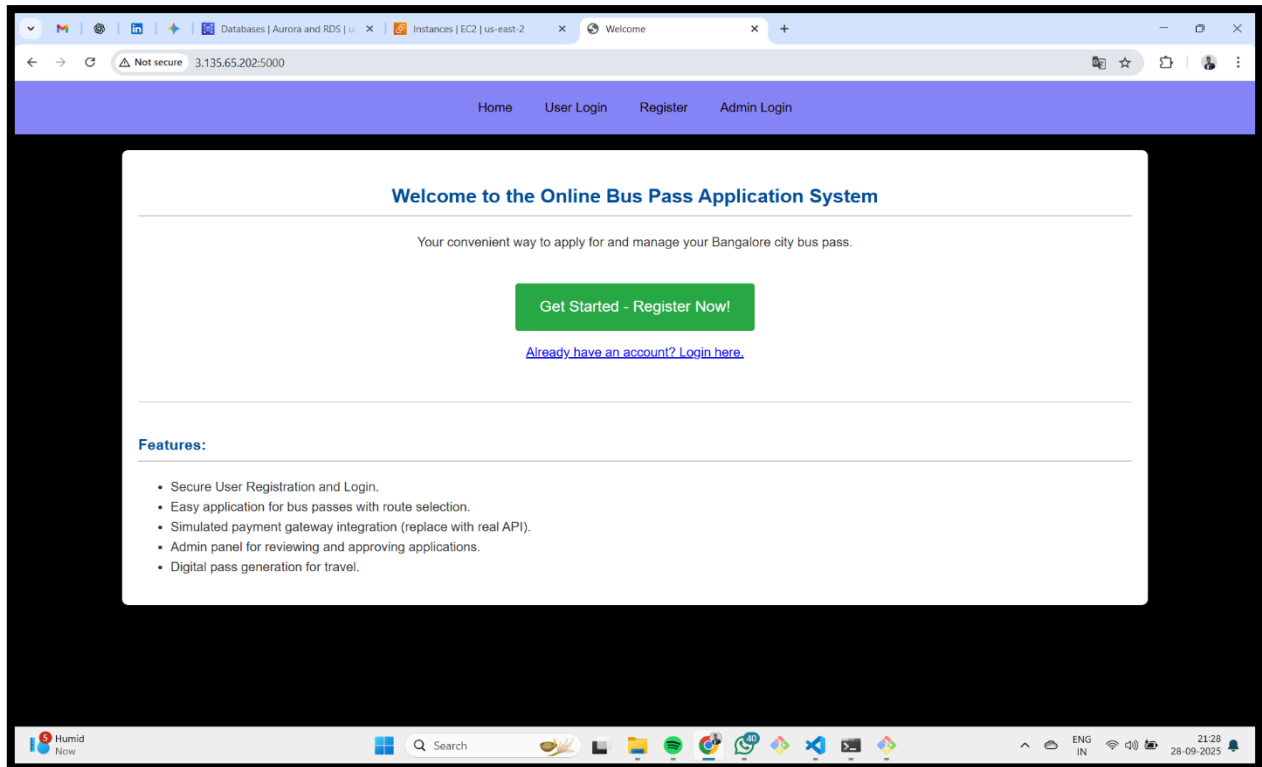 Databases | Aurora and RDS | u
Instances | EC2 | us-east-2
Welcome
Not secure 3.135.65.202:5000
Home User Login Register Admin Login
Welcome to the Online Bus Pass Application System
Your convenient way to apply for and manage your Bangalore city bus pass.
Get Started - Register Now!
Already have an account? Login here.
Features:
• Secure User Registration and Login.
• Easy application for bus passes with route selection.
• Simulated payment gateway integration (replace with real API).
• Admin panel for reviewing and approving applications.
• Digital pass generation for travel.
5
Humid
Now
Search
40
ENG
IN
21:28
28-09-2025